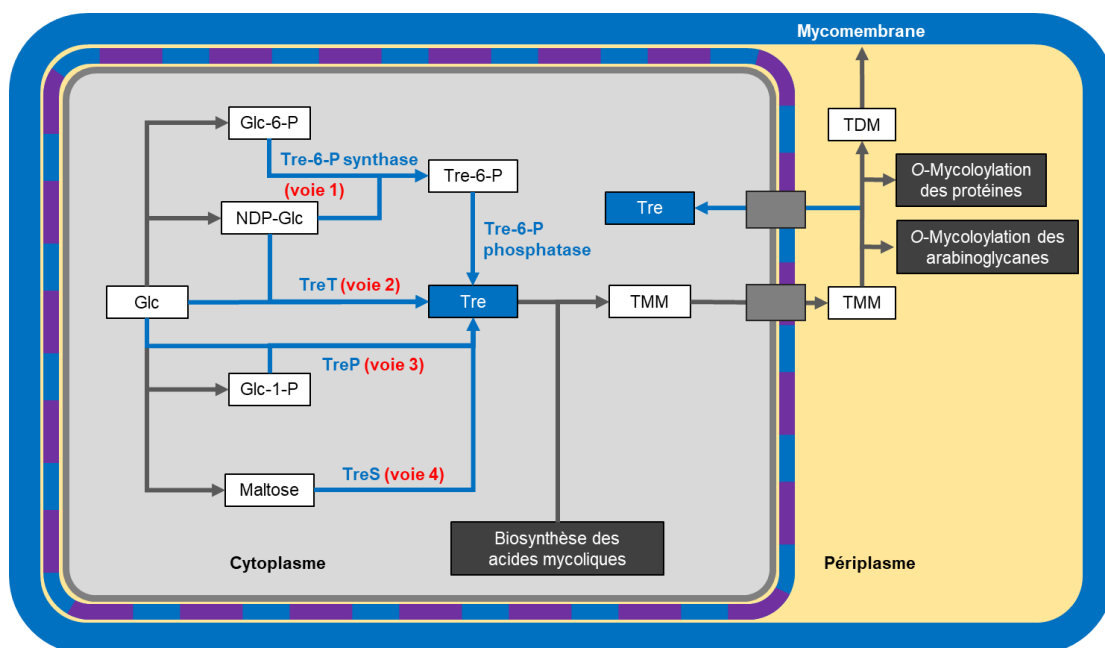 Mycomembrane
Glc-6-P
TDM
Tre-6-P synthase
(voie 1)
Tre-6-P
O-Mycoloylation
des protéines
NDP-Glc
Tre
Tre-6-P
phosphatase
O-Mycoloylation des
arabinoglycanes
Glc
TreT (voie 2)
Tre
TMM
TMM
TreP (voie 3)
Glc-1-P
TreS (voie 4)
Maltose
Biosynthèse des
acides mycoliques
Cytoplasme
Périplasme